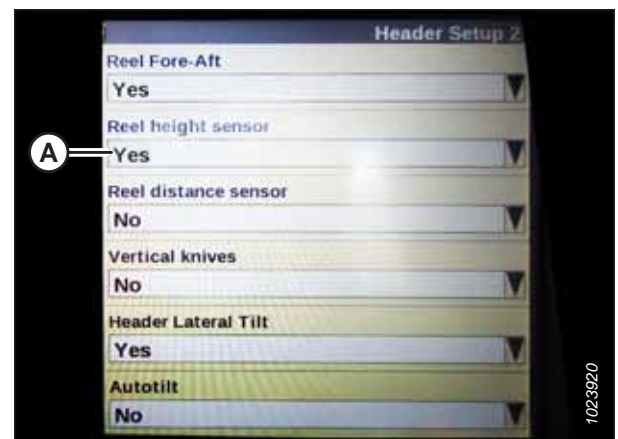 Header Setup 2
Reel Fore-Aft
Yes
Reel height sensor
A
Yes
Reel distance sensor
No
Vertical knives
No
Header Lateral Tilt
Yes
Autotilt
No
1023920